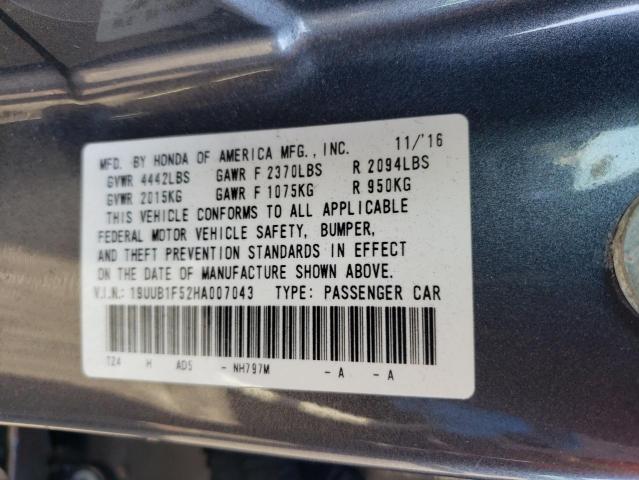 MFD. BY HONDA OF AMERICA MFG., INC. 11/'16
GVWR 4442LBS GAWR F 2370LBS R 2094LBS
GVWR 2015KG GAWR F 1075KG R 950KG
THIS VEHICLE CONFORMS TO ALL APPLICABLE
FEDERAL MOTOR VEHICLE SAFETY, BUMPER,
AND THEFT PREVENTION STANDARDS IN EFFECT
ON THE DATE OF MANUFACTURE SHOWN ABOVE.
V.I.N.: 19UUB1F52HA007043 TYPE: PASSENGER CAR
T24 H AD5 - NH797M - A - A